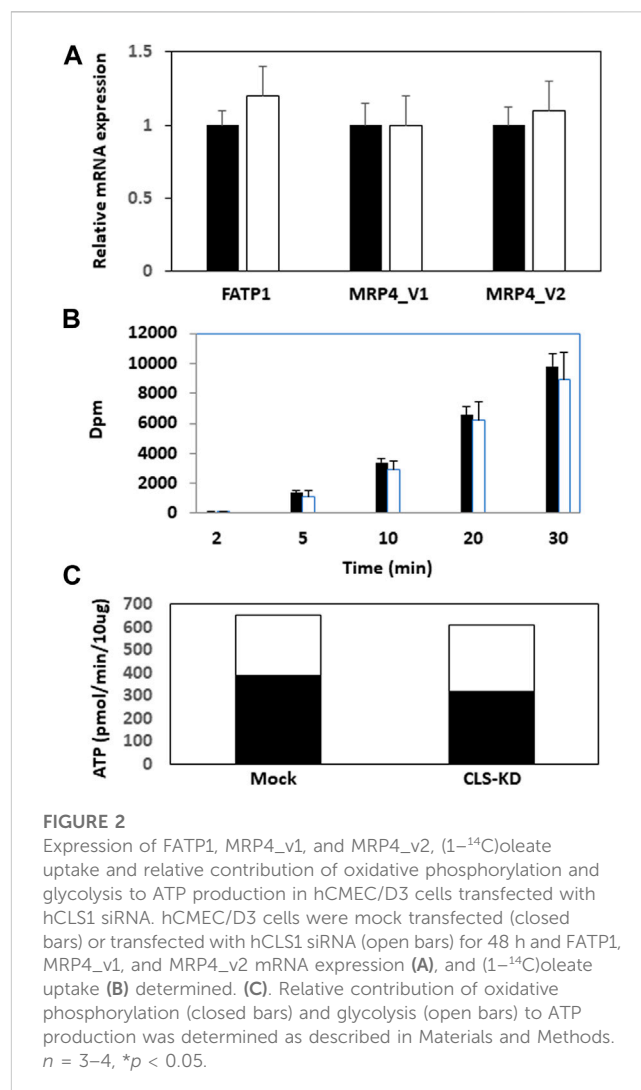 A
Relative mRNA expression
1.5
1
0.5
0
FATP1 MRP4_V1 MRP4_V2
B
Dpm
12000
10000
8000
6000
4000
2000
0
2 5 10 20 30
Time (min)
C
ATP (pmol/min/10ug)
700
600
500
400
300
200
100
0
Mock CLS-KD
FIGURE 2
Expression of FATP1, MRP4_v1, and MRP4_v2, (1–¹⁴C)oleate
uptake and relative contribution of oxidative phosphorylation and
glycolysis to ATP production in hCMEC/D3 cells transfected with
hCLS1 siRNA. hCMEC/D3 cells were mock transfected (closed
bars) or transfected with hCLS1 siRNA (open bars) for 48 h and FATP1,
MRP4_v1, and MRP4_v2 mRNA expression (A), and (1–¹⁴C)oleate
uptake (B) determined. (C). Relative contribution of oxidative
phosphorylation (closed bars) and glycolysis (open bars) to ATP
production was determined as described in Materials and Methods.
n = 3–4, *p < 0.05.